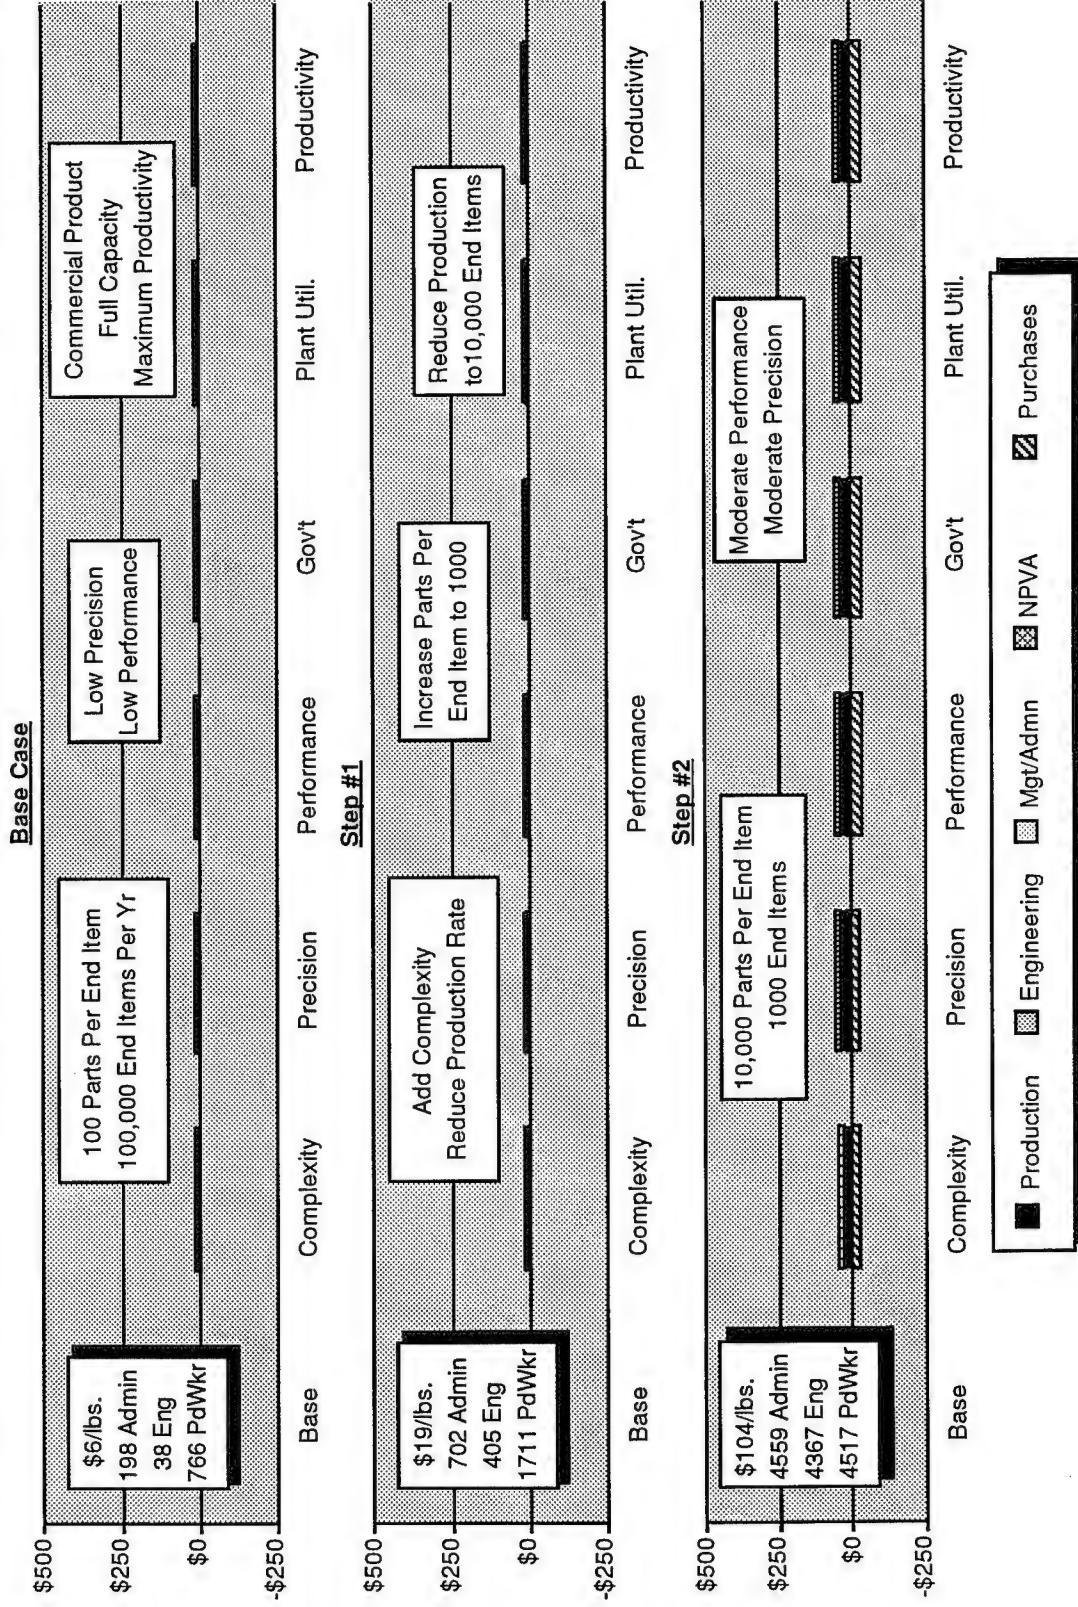 Base Case
$500
$250
$0
-$250
$6/lbs.
198 Admin
38 Eng
766 PdWkr
100 Parts Per End Item
100,000 End Items Per Yr
Low Precision
Low Performance
Commercial Product
Full Capacity
Maximum Productivity
Base
Complexity
Precision
Performance
Gov't
Plant Util.
Productivity
Step #1
$500
$250
$0
-$250
$19/lbs.
702 Admin
405 Eng
1711 PdWkr
Add Complexity
Reduce Production Rate
Increase Parts Per
End Item to 1000
Reduce Production
to10,000 End Items
Base
Complexity
Precision
Performance
Gov't
Plant Util.
Productivity
Step #2
$500
$250
$0
-$250
$104/lbs.
4559 Admin
4367 Eng
4517 PdWkr
10,000 Parts Per End Item
1000 End Items
Moderate Performance
Moderate Precision
Base
Complexity
Precision
Performance
Gov't
Plant Util.
Productivity
Production
Engineering
Mgt/Admn
NPVA
Purchases